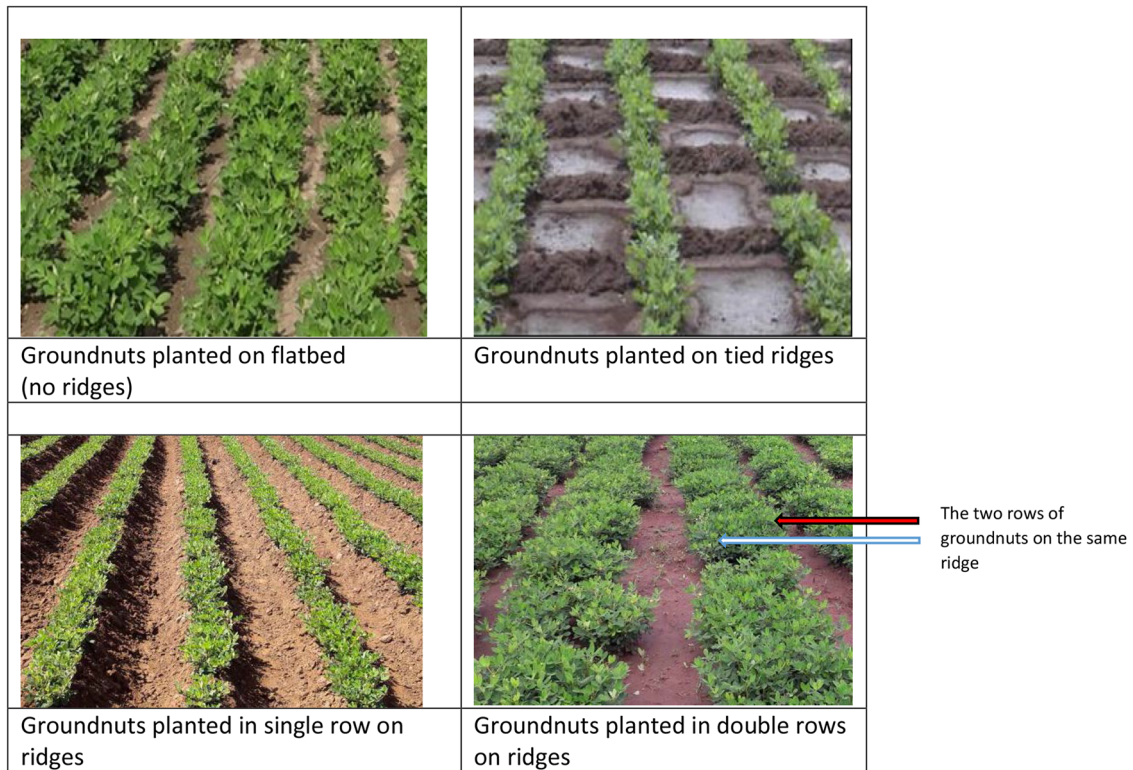 Groundnuts planted on flatbed
(no ridges)
Groundnuts planted on tied ridges
The two rows of
groundnuts on the same
ridge
Groundnuts planted in single row on
ridges
Groundnuts planted in double rows
on ridges